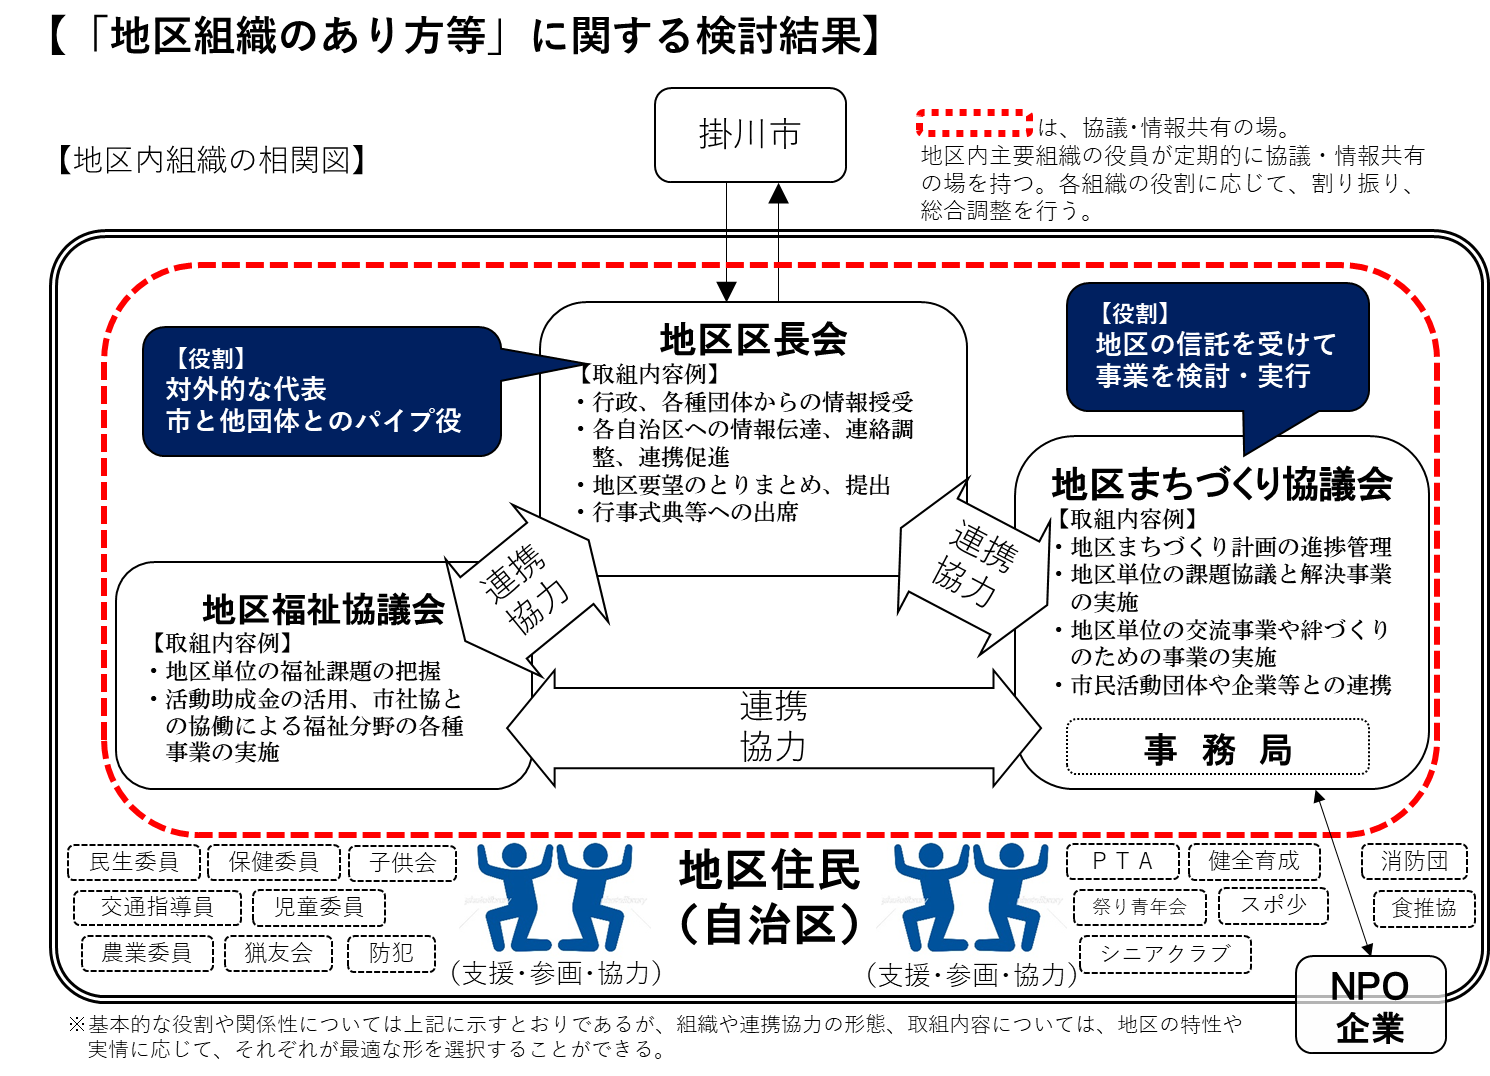 【「地区組織のあり方等」に関する検討結果】
掛川市
は、協議・情報共有の場。
地区内主要組織の役員が定期的に協議・情報共有
の場を持つ。各組織の役割に応じて、割り振り、
総合調整を行う。
【地区内組織の相関図】
【役割】
対外的な代表
市と他団体とのパイプ役
地区区長会
【取組内容例】
・行政、各種団体からの情報授受
・各自治区への情報伝達、連絡調
整、連携促進
・地区要望のとりまとめ、提出
・行事式典等への出席
【役割】
地区の信託を受けて
事業を検討・実行
地区まちづくり協議会
【取組内容例】
・地区まちづくり計画の進捗管理
・地区単位の課題協議と解決事業
の実施
・地区単位の交流事業や絆づくり
のための事業の実施
・市民活動団体や企業等との連携
事務局
連携
協力
連携
協力
地区福祉協議会
【取組内容例】
・地区単位の福祉課題の把握
・活動助成金の活用、市社協と
の協働による福祉分野の各種
事業の実施
連携
協力
民生委員
保健委員
子供会
交通指導員
児童委員
農業委員
猟友会
防犯
（支援・参画・協力）
地区住民
（自治区）
（支援・参画・協力）
ＰＴＡ
健全育成
消防団
祭り青年会
スポ少
食推協
シニアクラブ
NPO
企業
※基本的な役割や関係性については上記に示すとおりであるが、組織や連携協力の形態、取組内容については、地区の特性や
実情に応じて、それぞれが最適な形を選択することができる。